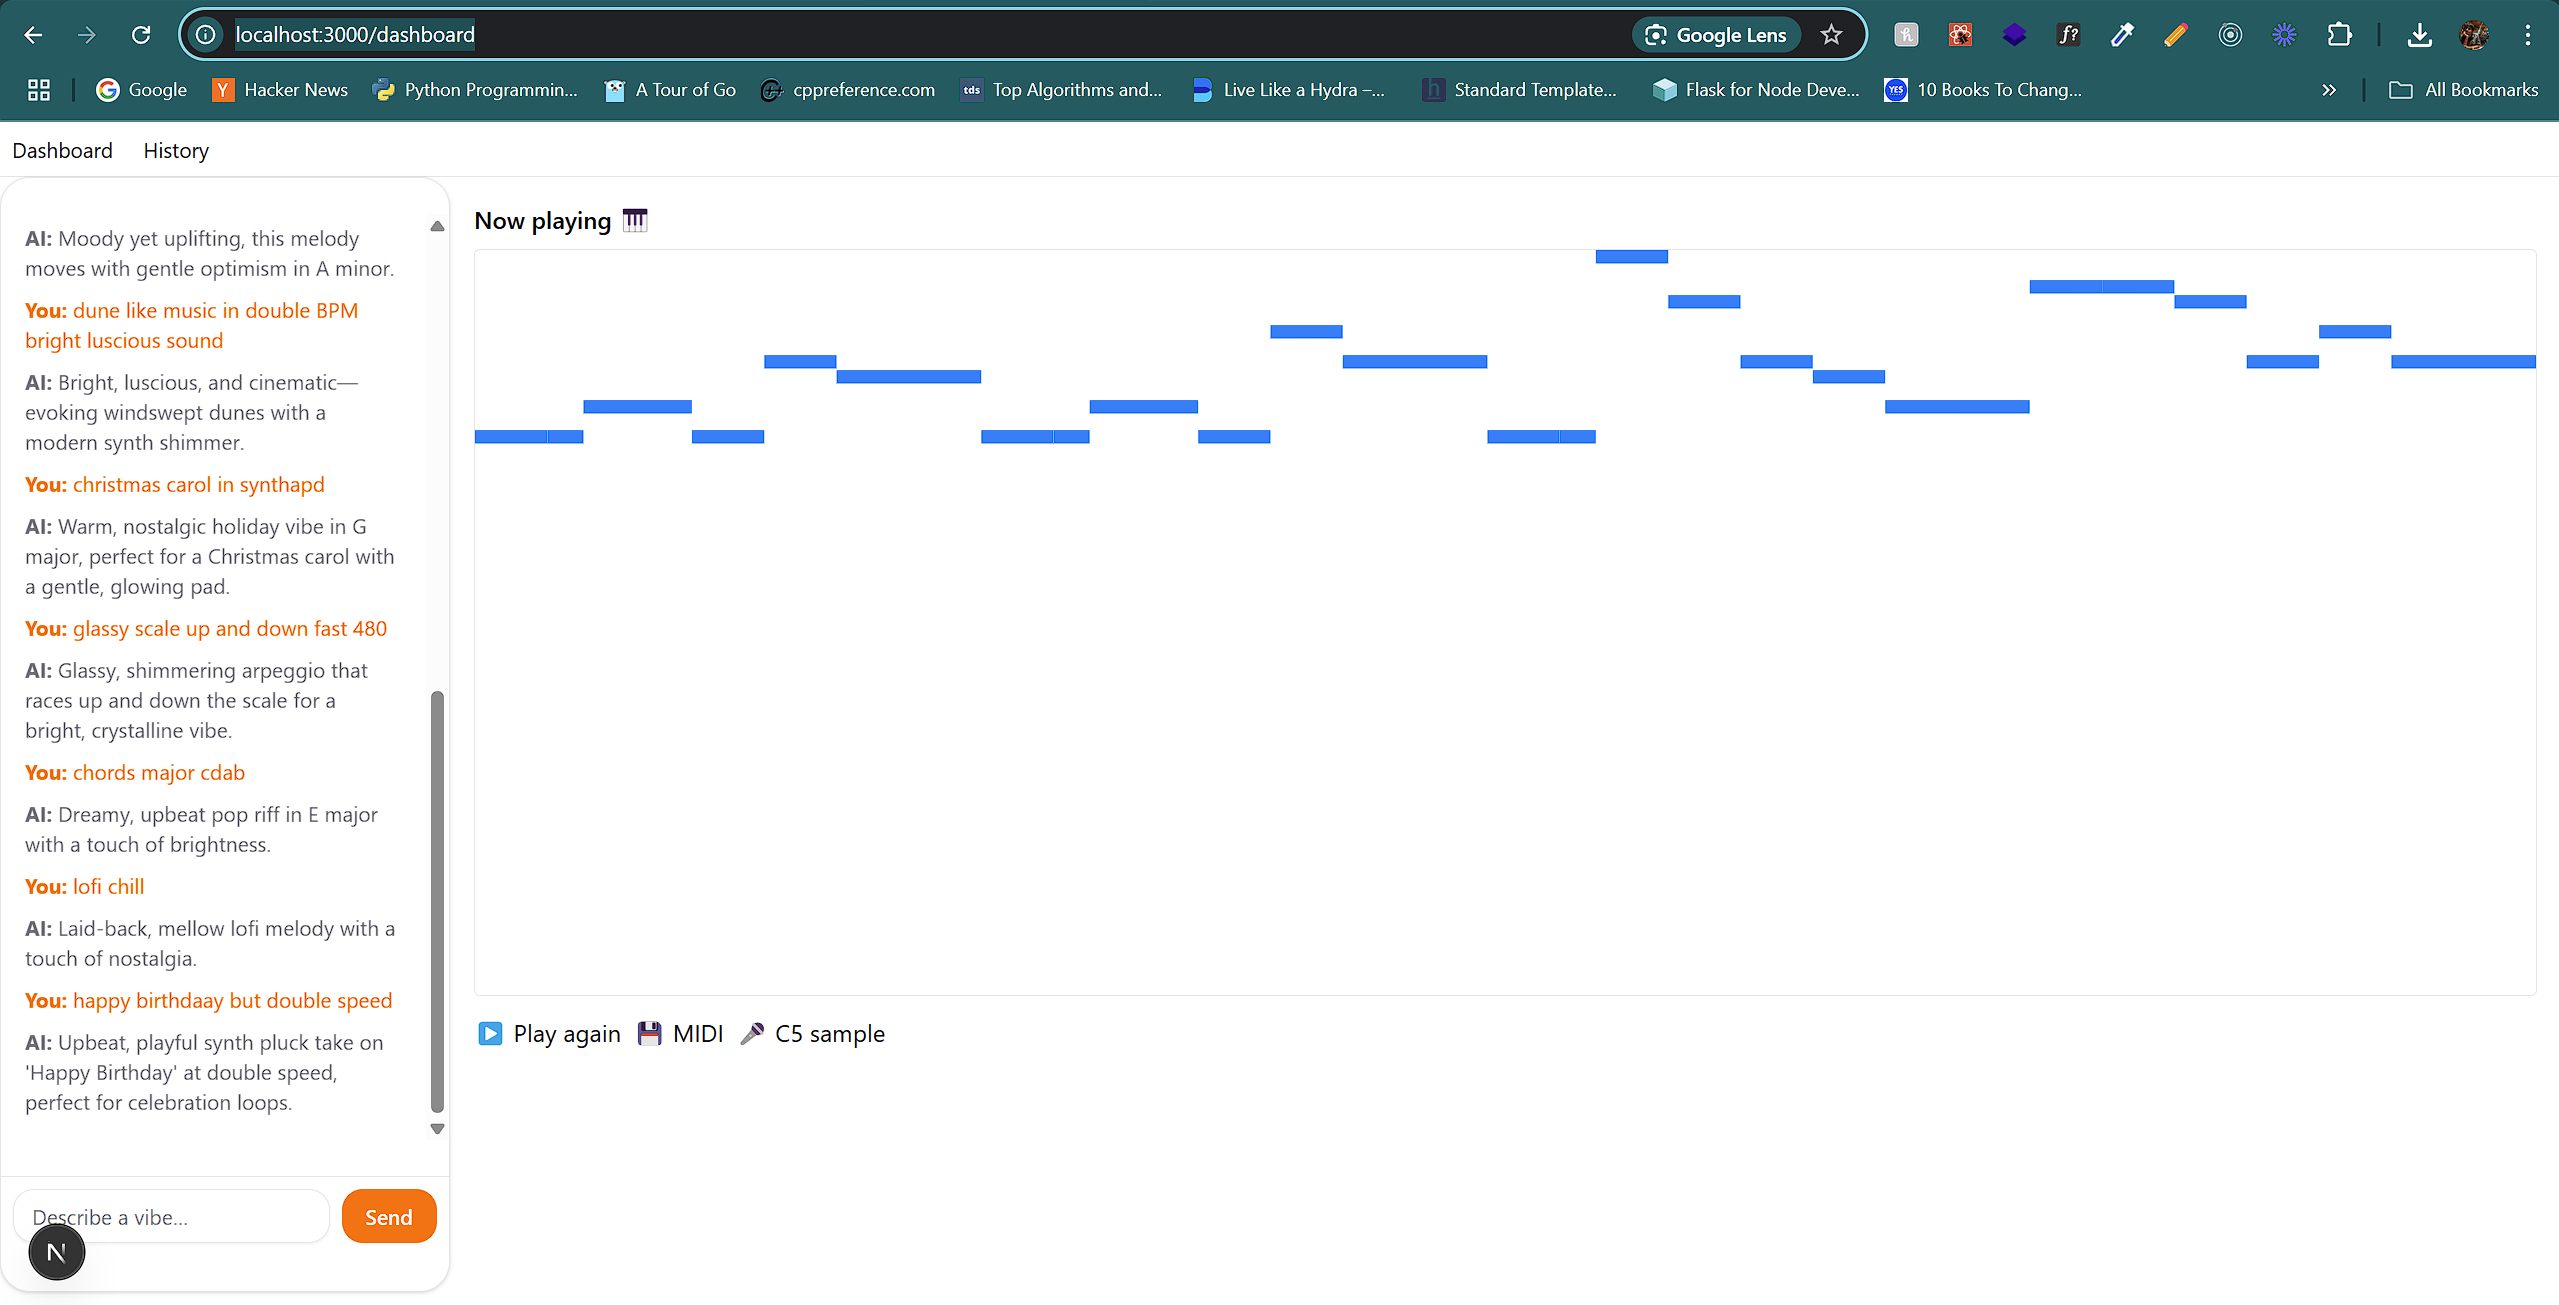 localhost:3000/dashboard
Google Lens
f?
Google
Y Hacker News
Python Programmin...
A Tour of Go
cppreference.com
tds Top Algorithms and...
Live Like a Hydra –...
h Standard Template...
Flask for Node Deve...
YES 10 Books To Chang...
All Bookmarks
Dashboard
History
AI: Moody yet uplifting, this melody
moves with gentle optimism in A minor.
You: dune like music in double BPM
bright luscious sound
AI: Bright, luscious, and cinematic—
evoking windswept dunes with a
modern synth shimmer.
You: christmas carol in synthapd
AI: Warm, nostalgic holiday vibe in G
major, perfect for a Christmas carol with
a gentle, glowing pad.
You: glassy scale up and down fast 480
AI: Glassy, shimmering arpeggio that
races up and down the scale for a
bright, crystalline vibe.
You: chords major cdab
AI: Dreamy, upbeat pop riff in E major
with a touch of brightness.
You: lofi chill
AI: Laid-back, mellow lofi melody with a
touch of nostalgia.
You: happy birthdaay but double speed
AI: Upbeat, playful synth pluck take on
'Happy Birthday' at double speed,
perfect for celebration loops.
Describe a vibe...
Send
N
Now playing
Play again
MIDI
C5 sample